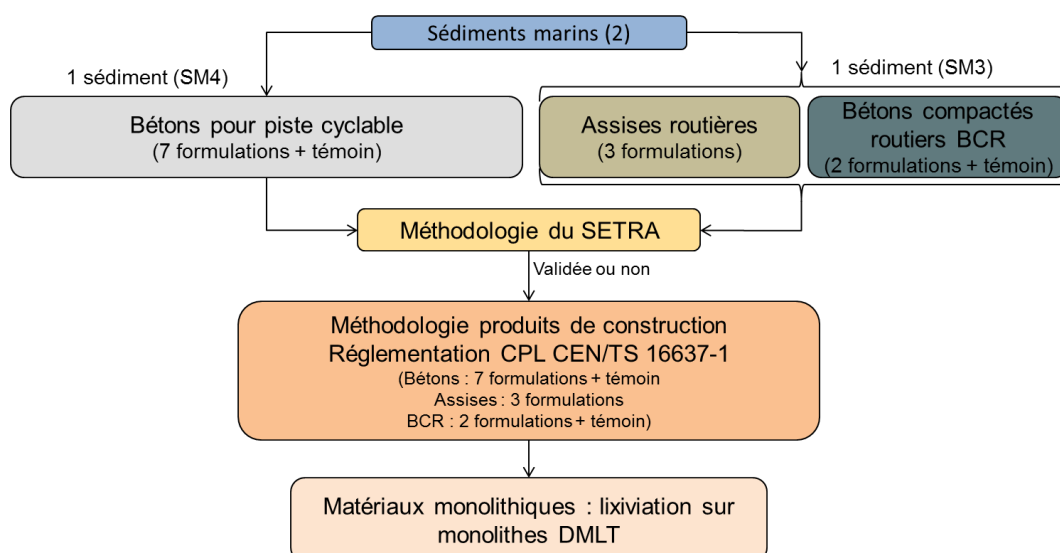 Sédiments marins (2)
1 sédiment (SM4)
1 sédiment (SM3)
Bétons pour piste cyclable
(7 formulations + témoin)
Assises routières
(3 formulations)
Bétons compactés
routiers BCR
(2 formulations + témoin)
Méthodologie du SETRA
Validée ou non
Méthodologie produits de construction
Réglementation CPL CEN/TS 16637-1
(Bétons : 7 formulations + témoin
Assises : 3 formulations
BCR : 2 formulations + témoin)
Matériaux monolithiques : lixiviation sur
monolithes DMLT